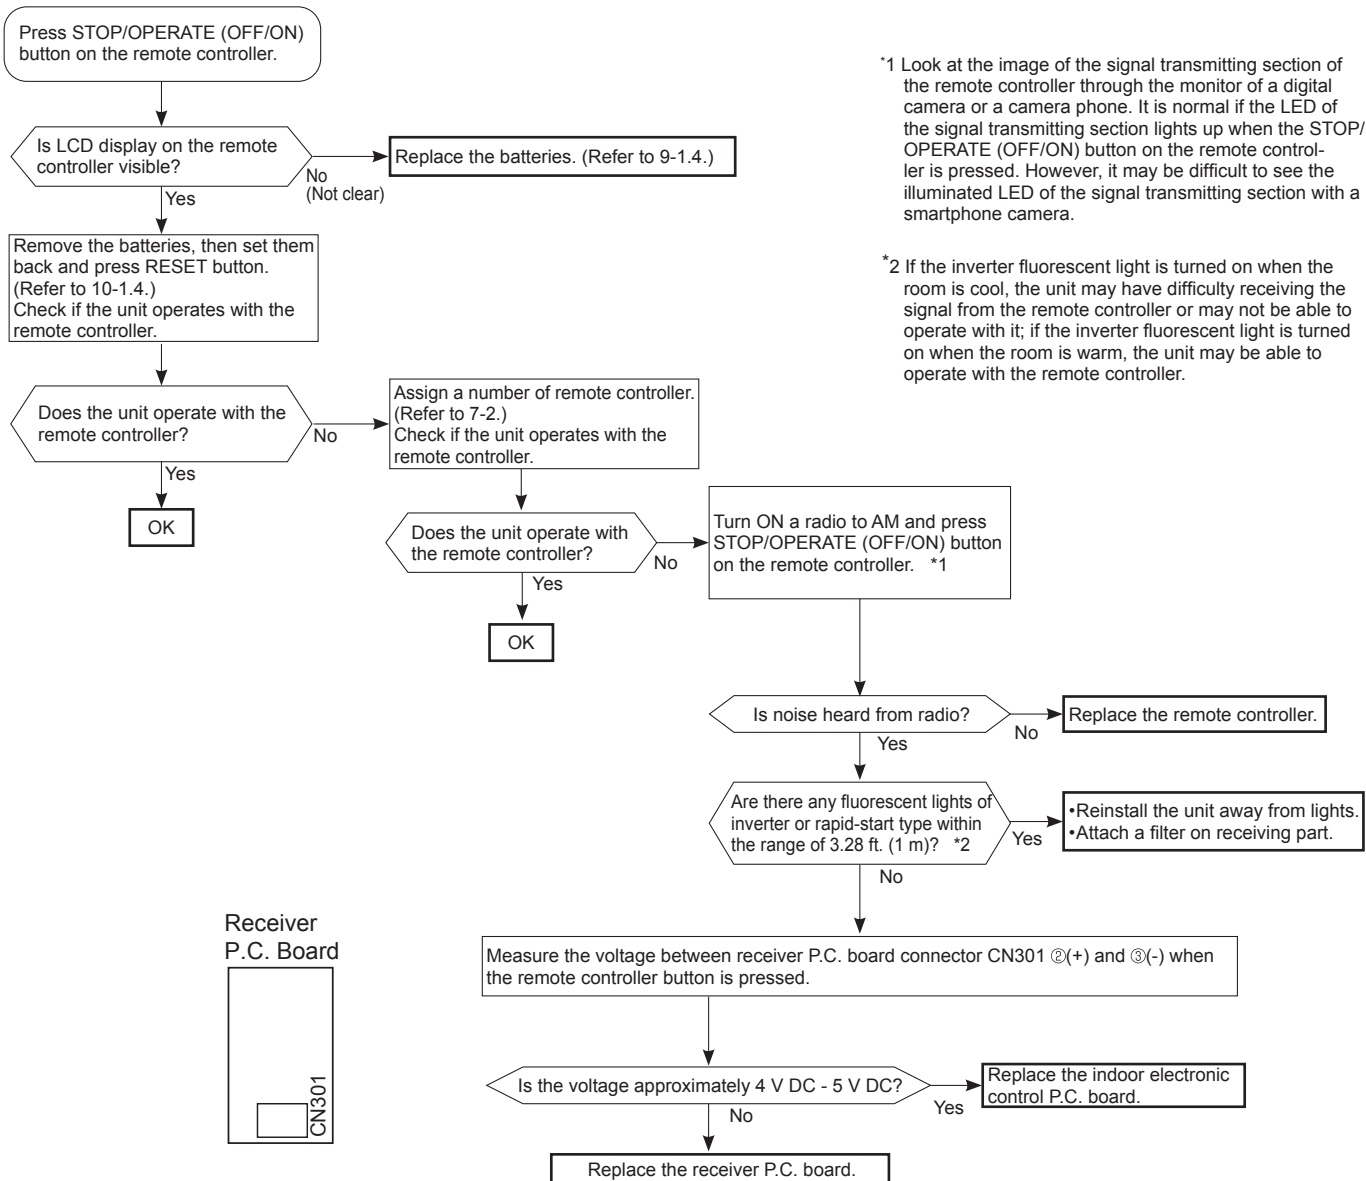 Press STOP/OPERATE (OFF/ON)
button on the remote controller.
Is LCD display on the remote
controller visible?
No
(Not clear)
Replace the batteries. (Refer to 9-1.4.)
Yes
Remove the batteries, then set them
back and press RESET button.
(Refer to 10-1.4.)
Check if the unit operates with the
remote controller.
Does the unit operate with the
remote controller?
No
Yes
OK
Assign a number of remote controller.
(Refer to 7-2.)
Check if the unit operates with the
remote controller.
Does the unit operate with
the remote controller?
No
Yes
OK
Turn ON a radio to AM and press
STOP/OPERATE (OFF/ON) button
on the remote controller. *1
Is noise heard from radio?
No
Replace the remote controller.
Yes
Are there any fluorescent lights of
inverter or rapid-start type within
the range of 3.28 ft. (1 m)? *2
Yes
•Reinstall the unit away from lights.
•Attach a filter on receiving part.
No
Measure the voltage between receiver P.C. board connector CN301 ②(+) and ③(-) when
the remote controller button is pressed.
Is the voltage approximately 4 V DC - 5 V DC?
Yes
Replace the indoor electronic
control P.C. board.
No
Replace the receiver P.C. board.
*1 Look at the image of the signal transmitting section of
the remote controller through the monitor of a digital
camera or a camera phone. It is normal if the LED of
the signal transmitting section lights up when the STOP/
OPERATE (OFF/ON) button on the remote control-
ler is pressed. However, it may be difficult to see the
illuminated LED of the signal transmitting section with a
smartphone camera.
*2 If the inverter fluorescent light is turned on when the
room is cool, the unit may have difficulty receiving the
signal from the remote controller or may not be able to
operate with it; if the inverter fluorescent light is turned
on when the room is warm, the unit may be able to
operate with the remote controller.
Receiver
P.C. Board
CN301